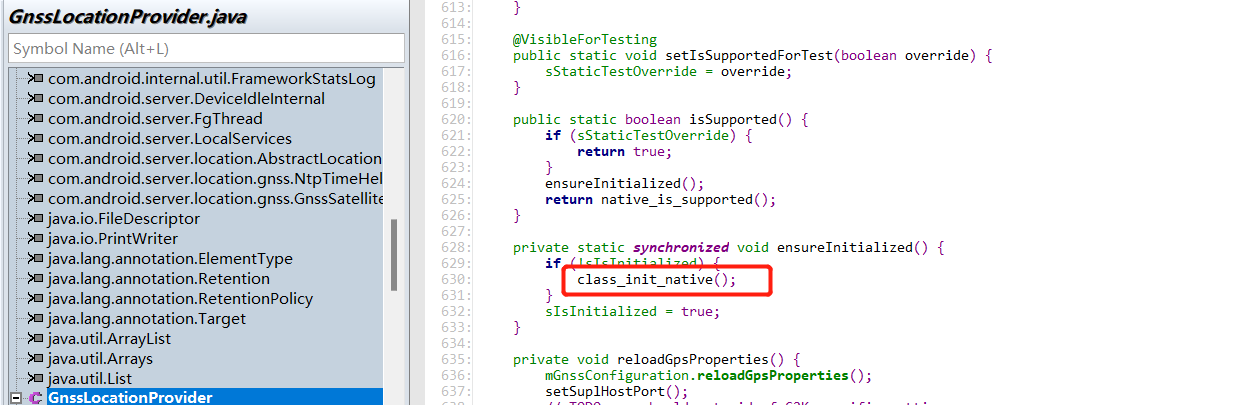 GnssLocationProvider.java
Symbol Name (Alt+L)
com.android.internal.util.FrameworkStatsLog
com.android.server.DeviceIdleInternal
com.android.server.FgThread
com.android.server.LocalServices
com.android.server.location.AbstractLocation
com.android.server.location.gnss.NtpTimeHel
com.android.server.location.gnss.GnssSatellite
java.io.FileDescriptor
java.io.PrintWriter
java.lang.annotation.ElementType
java.lang.annotation.Retention
java.lang.annotation.RetentionPolicy
java.lang.annotation.Target
java.util.ArrayList
java.util.Arrays
java.util.List
GnssLocationProvider
613: }
614:
615: @VisibleForTesting
616: public static void setIsSupportedForTest(boolean override) {
617: sStaticTestOverride = override;
618: }
619:
620: public static boolean isSupported() {
621: if (sStaticTestOverride) {
622: return true;
623: }
624: ensureInitialized();
625: return native_is_supported();
626: }
627:
628: private static synchronized void ensureInitialized() {
629: if (!sIsInitialized) {
630: class_init_native();
631: }
632: sIsInitialized = true;
633: }
634:
635: private void reloadGpsProperties() {
636: mGnssConfiguration.reloadGpsProperties();
637: setSuplHostPort();